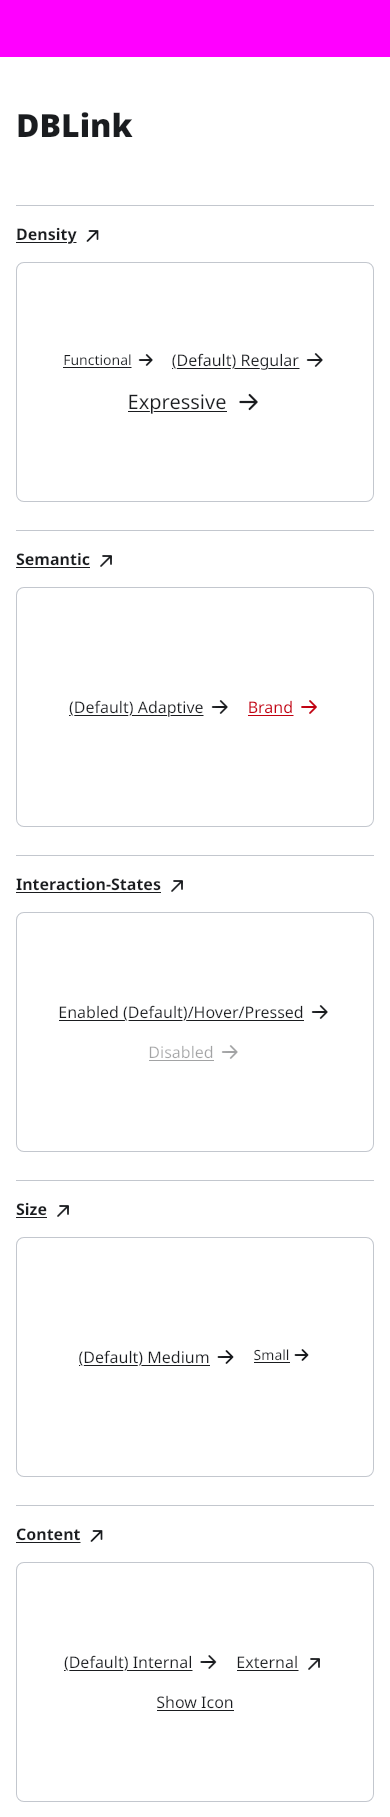 DBLink
Density
Functional (Default) Regular
Expressive
Semantic
(Default) Adaptive Brand
Interaction-States
Enabled (Default)/Hover/Pressed
Disabled
Size
(Default) Medium Small
Content
(Default) Internal External
Show Icon